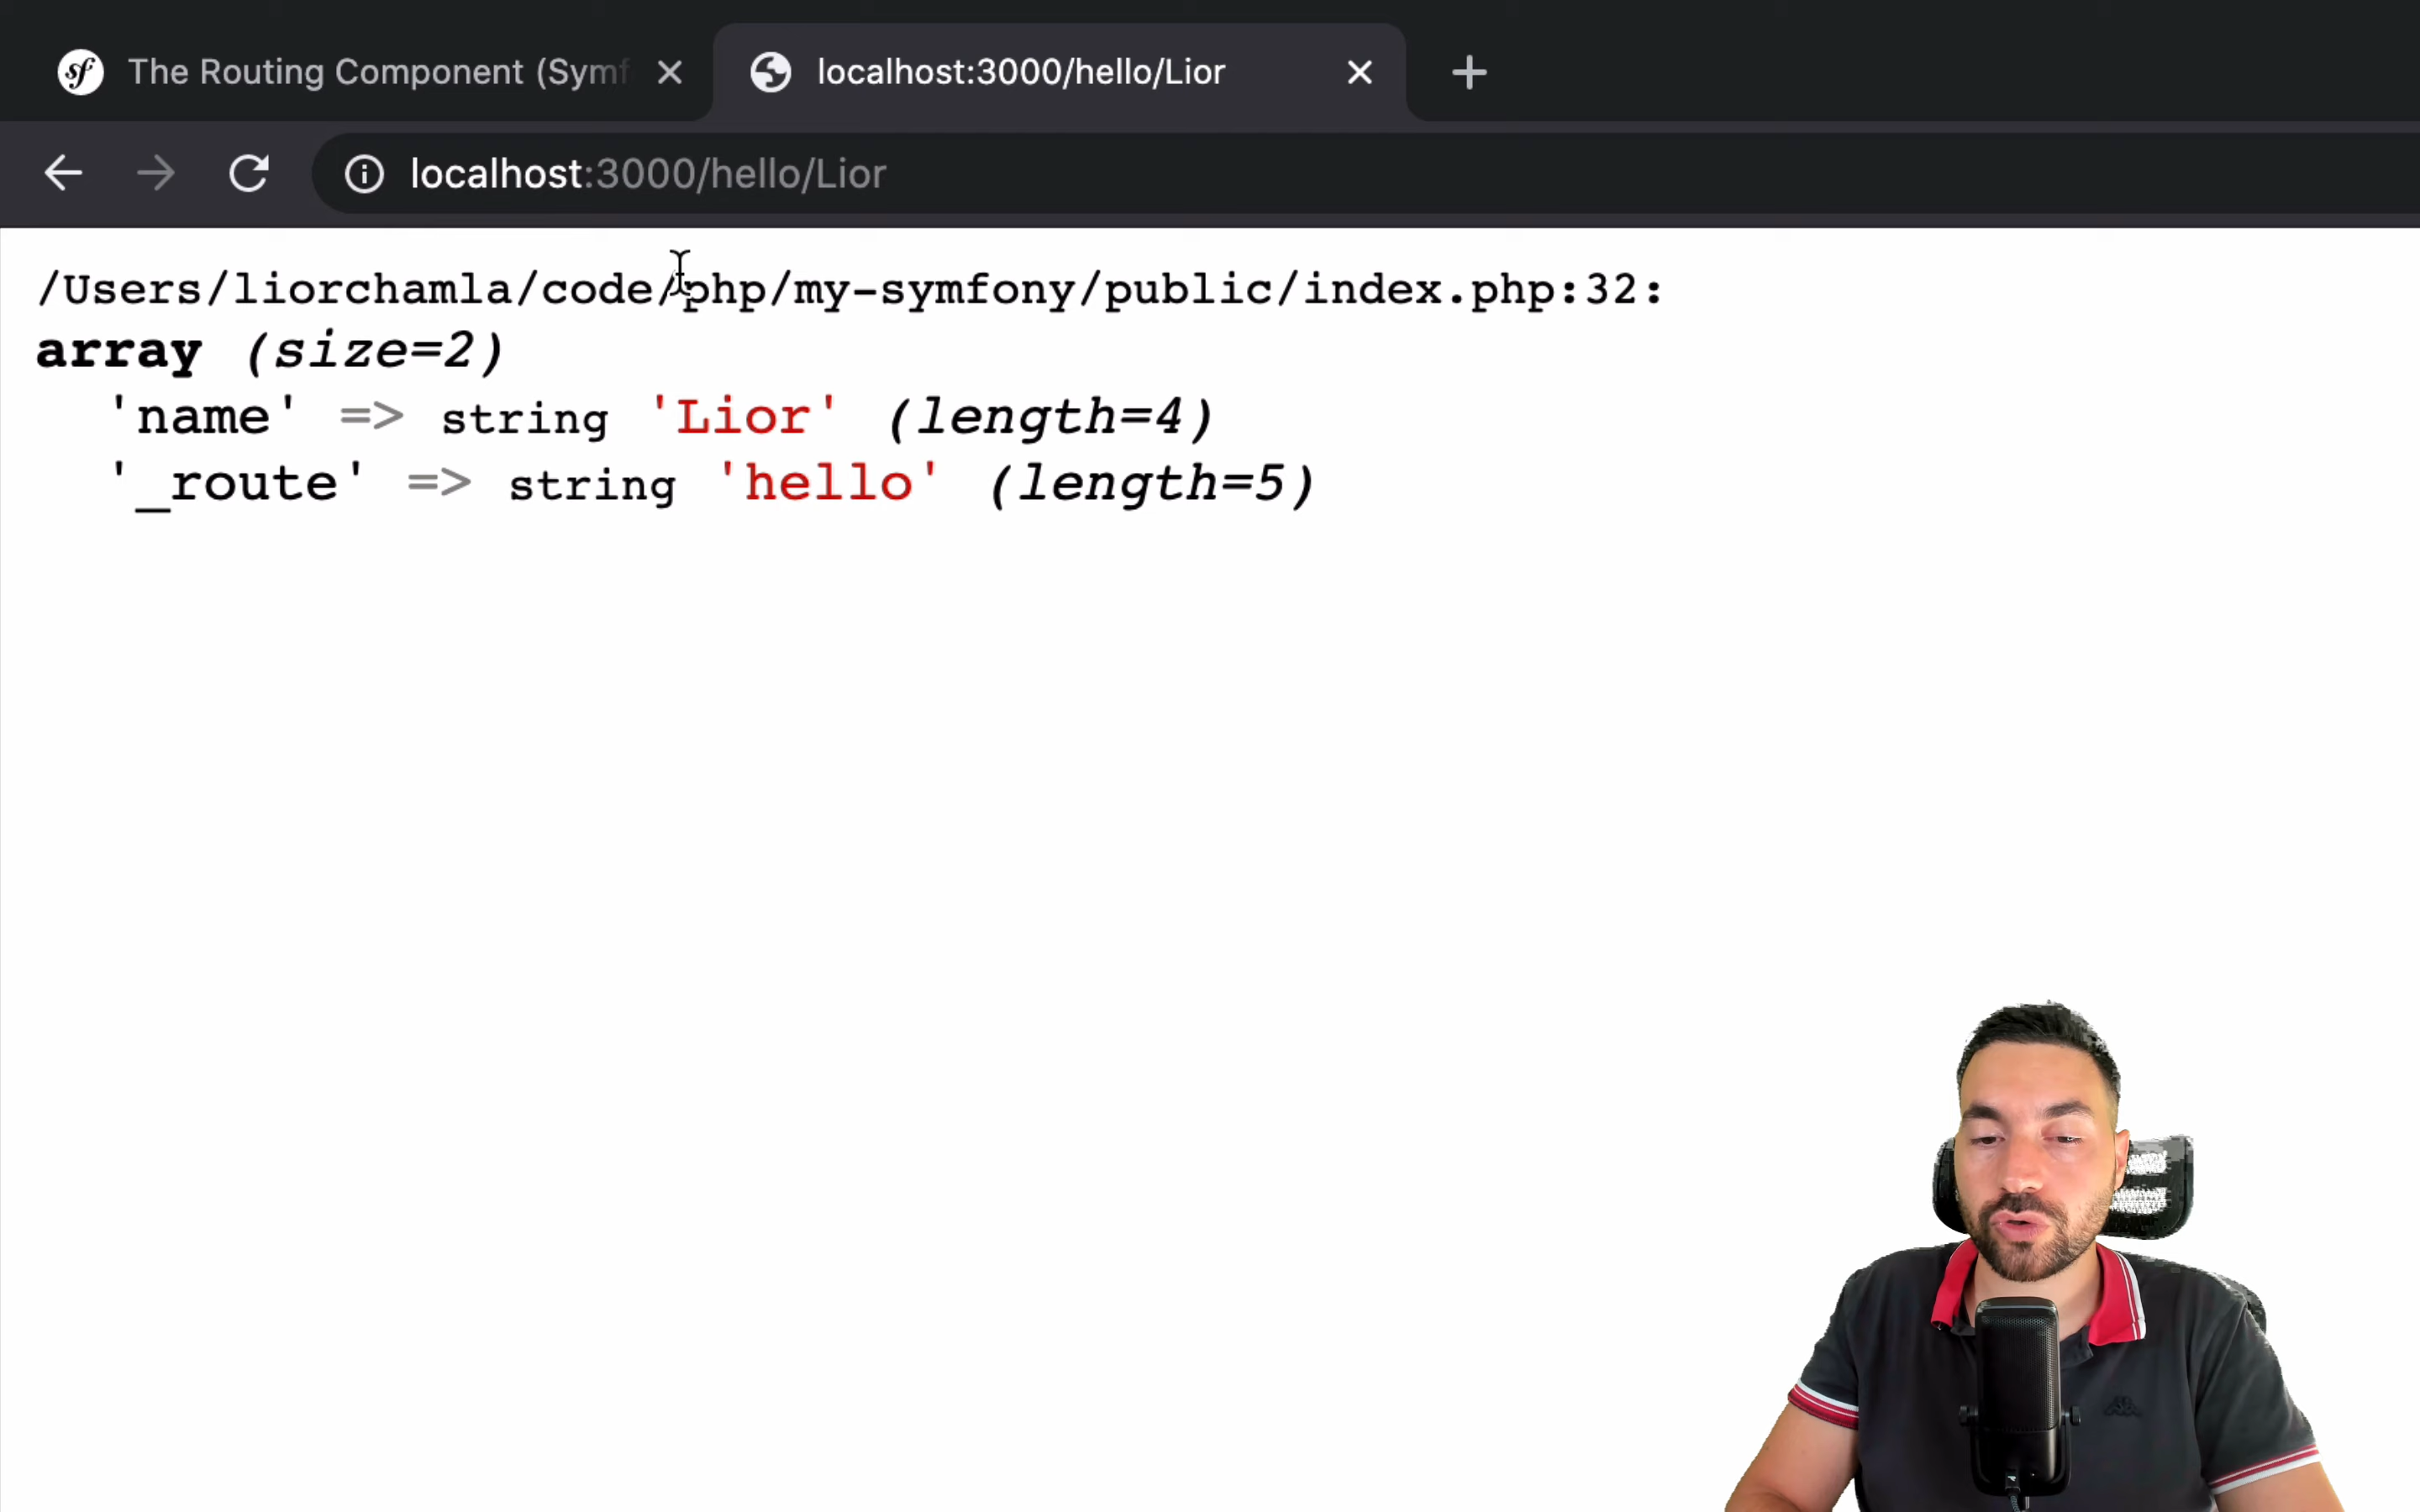 The Routing Component (Symf
localhost:3000/hello/Lior
localhost:3000/hello/Lior
/Users/liorchamla/code/php/my-symfony/public/index.php:32:
array (size=2)
'name' => string 'Lior' (length=4)
'_route' => string 'hello' (length=5)